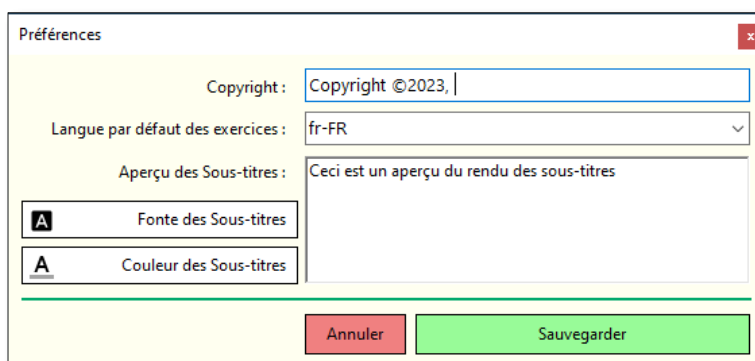 Préférences
x
Copyright : Copyright ©2023,
Langue par défaut des exercices : fr-FR
Aperçu des Sous-titres : Ceci est un aperçu du rendu des sous-titres
A Fonte des Sous-titres
A Couleur des Sous-titres
Annuler Sauvegarder